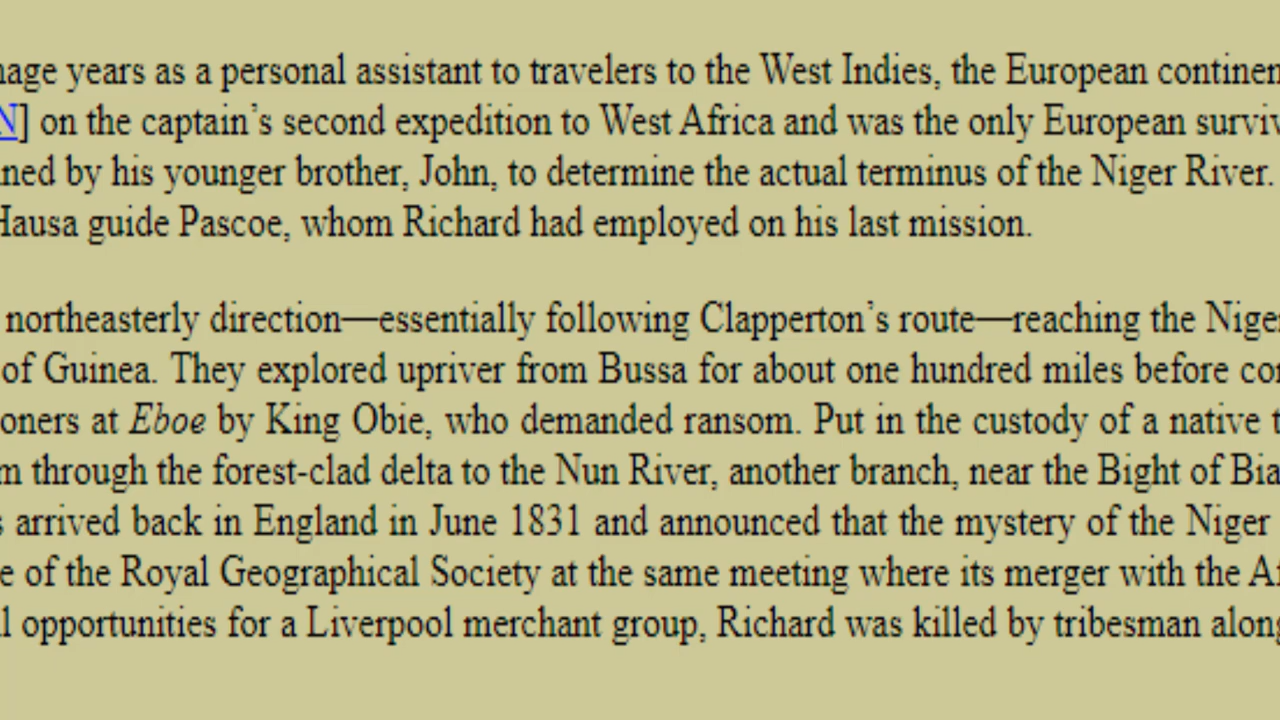 nage years as a personal assistant to travelers to the West Indies, the European continen
N] on the captain’s second expedition to West Africa and was the only European surviv
ned by his younger brother, John, to determine the actual terminus of the Niger River.
Hausa guide Pascoe, whom Richard had employed on his last mission.
northeasterly direction—essentially following Clapperton’s route—reaching the Niger
of Guinea. They explored upriver from Bussa for about one hundred miles before con
oners at Eboe by King Obie, who demanded ransom. Put in the custody of a native t
m through the forest-clad delta to the Nun River, another branch, near the Bight of Bia
s arrived back in England in June 1831 and announced that the mystery of the Niger
e of the Royal Geographical Society at the same meeting where its merger with the Af
l opportunities for a Liverpool merchant group, Richard was killed by tribesman along